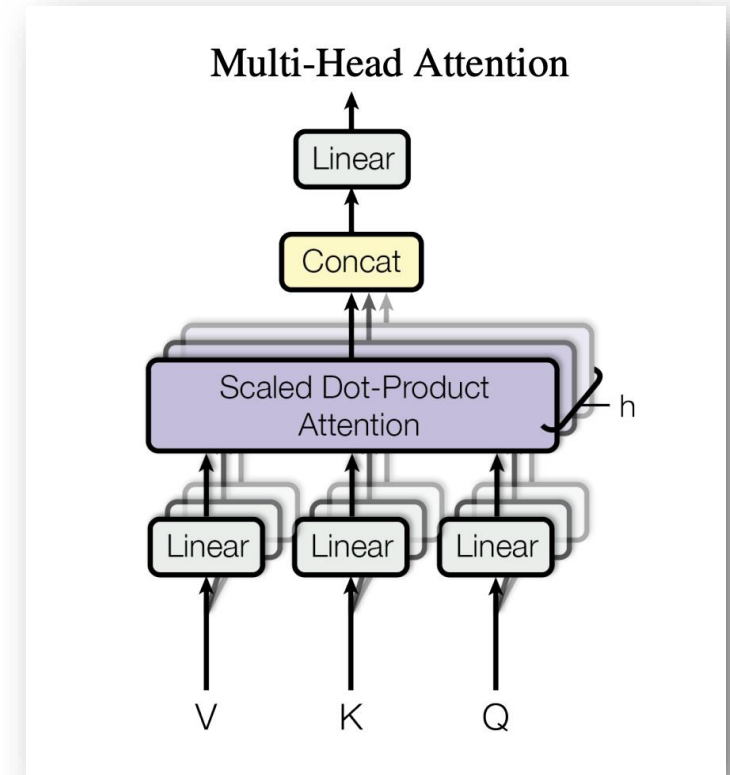 Multi-Head Attention
Linear
Concat
Scaled Dot-Product
Attention
h
Linear Linear Linear
V K Q